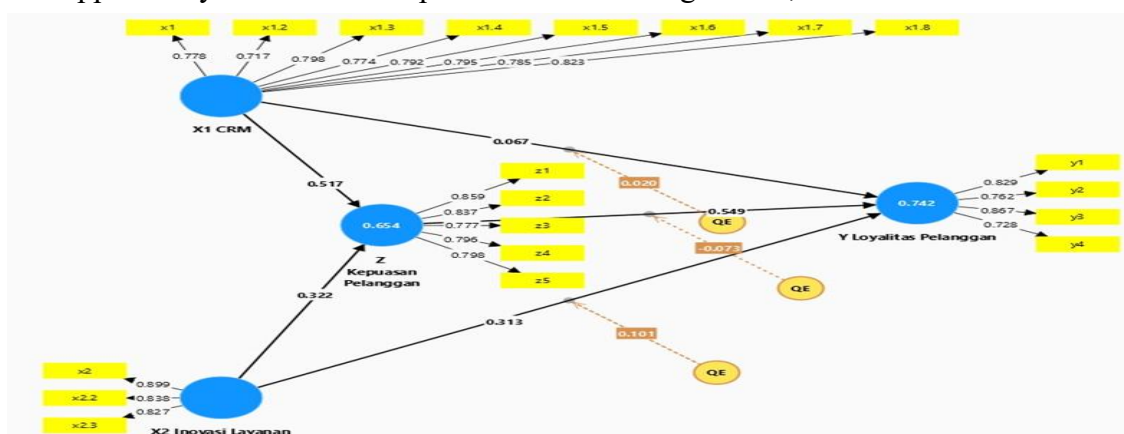 x1 x1.2 x1.3 x1.4 x1.5 x1.6 x1.7 x1.8
0.778 0.717 0.798 0.774 0.792 0.795 0.785 0.823
X1 CRM
0.067
0.517
0.020
z1
z2
z3
z4
z5
0.859
0.837
0.777
0.796
0.798
0.654
Z
Kepuasan
Pelanggan
0.549
QE
-0.073
QE
0.742
Y Loyalitas Pelanggan
0.829
0.762
0.867
0.728
y1
y2
y3
y4
0.322
0.313
0.101
QE
x2
x2.2
x2.3
0.899
0.838
0.827
X2 Inovasi Layanan